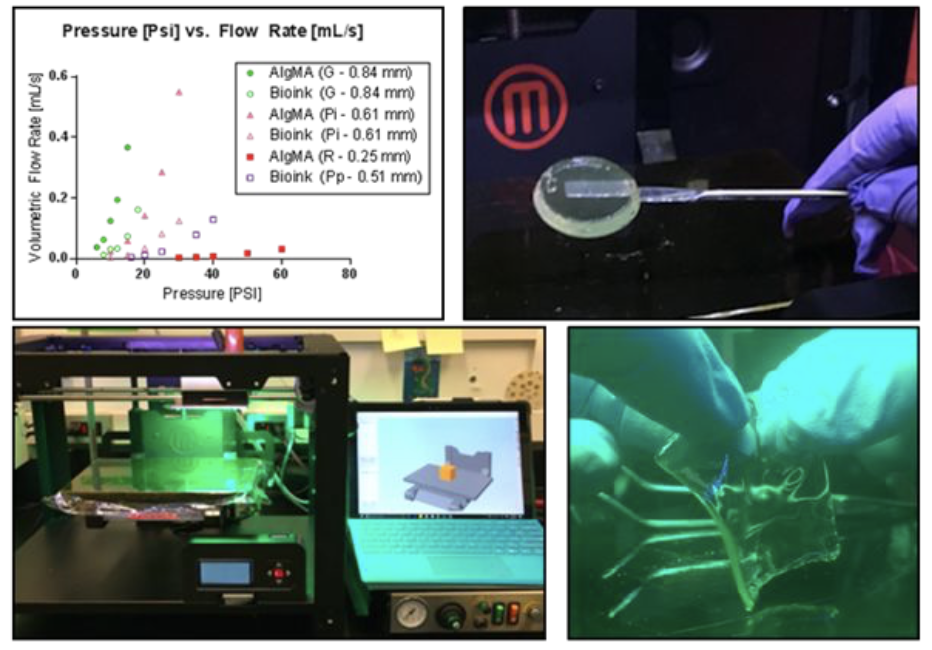 Pressure [Psi] vs. Flow Rate [mL/s]
Volumetric Flow Rate [mL/s]
0.6
0.4
0.2
0.0
AlgMA (G - 0.84 mm)
Bioink (G - 0.84 mm)
AlgMA (Pi - 0.61 mm)
Bioink (Pi - 0.61 mm)
AlgMA (R - 0.25 mm)
Bioink (Pp - 0.51 mm)
0 20 40 60 80
Pressure [PSI]
M